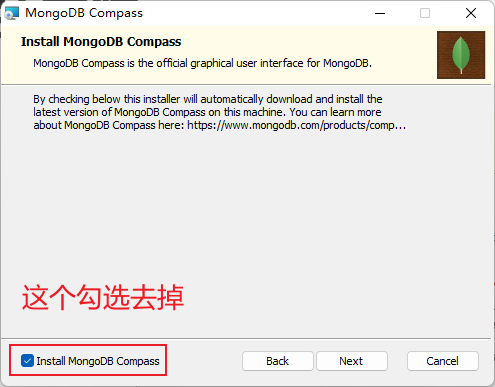 MongoDB Compass
Install MongoDB Compass
MongoDB Compass is the official graphical user interface for MongoDB.
By checking below this installer will automatically download and install the
latest version of MongoDB Compass on this machine. You can learn more
about MongoDB Compass here: https://www.mongodb.com/products/comp...
这个勾选去掉
Install MongoDB Compass
Back
Next
Cancel